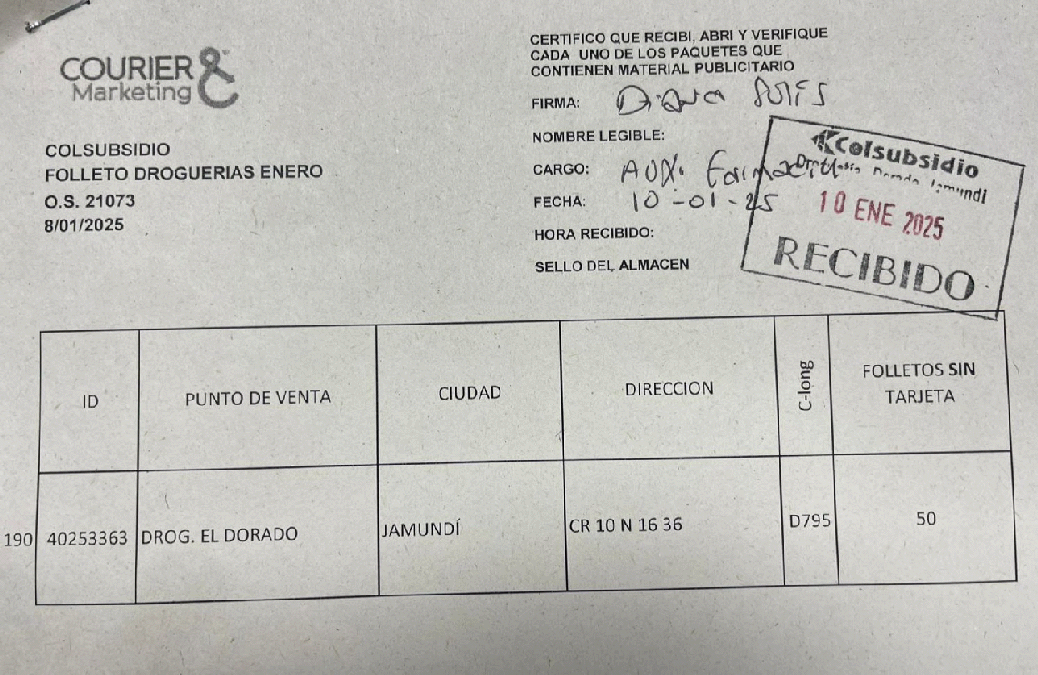 COURIER
Marketing
COLSUBSIDIO
FOLLETO DROGUERIAS ENERO
O.S. 21073
8/01/2025
CERTIFICO QUE RECIBI, ABRI Y VERIFIQUE
CADA UNO DE LOS PAQUETES QUE
CONTIENEN MATERIAL PUBLICITARIO
FIRMA: Diana
NOMBRE LEGIBLE:
CARGO: AUX.
FECHA: 10-01-25
HORA RECIBIDO:
SELLO DEL ALMACEN
Colsubsidio
Jamundi
10 ENE 2025
RECIBIDO
ID PUNTO DE VENTA CIUDAD DIRECCION C-long FOLLETOS SIN
TARJETA
190 40253363 DROG. EL DORADO JAMUNDÍ CR 10 N 16 36 D795 50